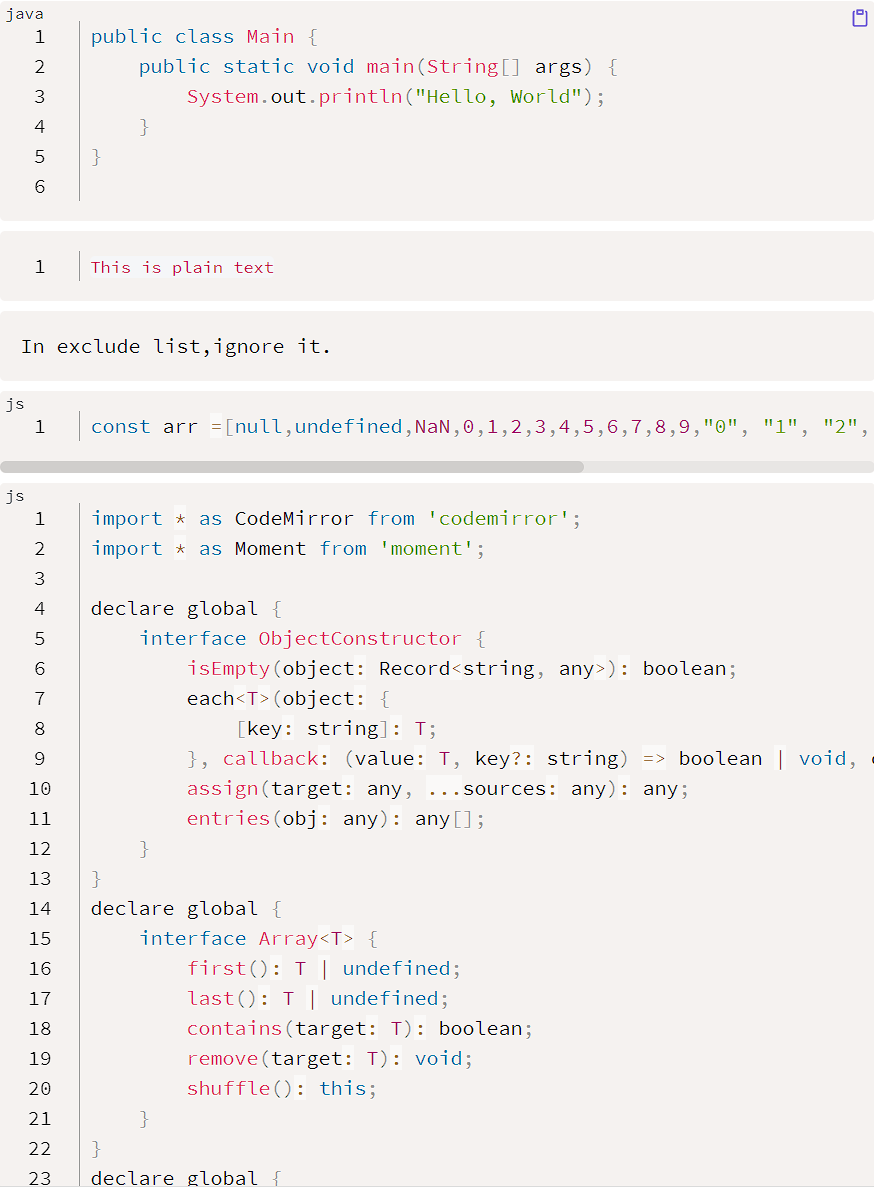 java
1 public class Main {
2     public static void main(String[] args) {
3         System.out.println("Hello, World");
4     }
5 }
6
1 This is plain text
In exclude list,ignore it.
js
1 const arr =[null,undefined,NaN,0,1,2,3,4,5,6,7,8,9,"0", "1", "2",
js
1 import * as CodeMirror from 'codemirror';
2 import * as Moment from 'moment';
3
4 declare global {
5     interface ObjectConstructor {
6         isEmpty(object: Record<string, any>): boolean;
7         each<T>(object: {
8             [key: string]: T;
9         }, callback: (value: T, key?: string) => boolean | void,
10         assign(target: any, ...sources: any): any;
11         entries(obj: any): any[];
12     }
13 }
14 declare global {
15     interface Array<T> {
16         first(): T | undefined;
17         last(): T | undefined;
18         contains(target: T): boolean;
19         remove(target: T): void;
20         shuffle(): this;
21     }
22 }
23 declare global {